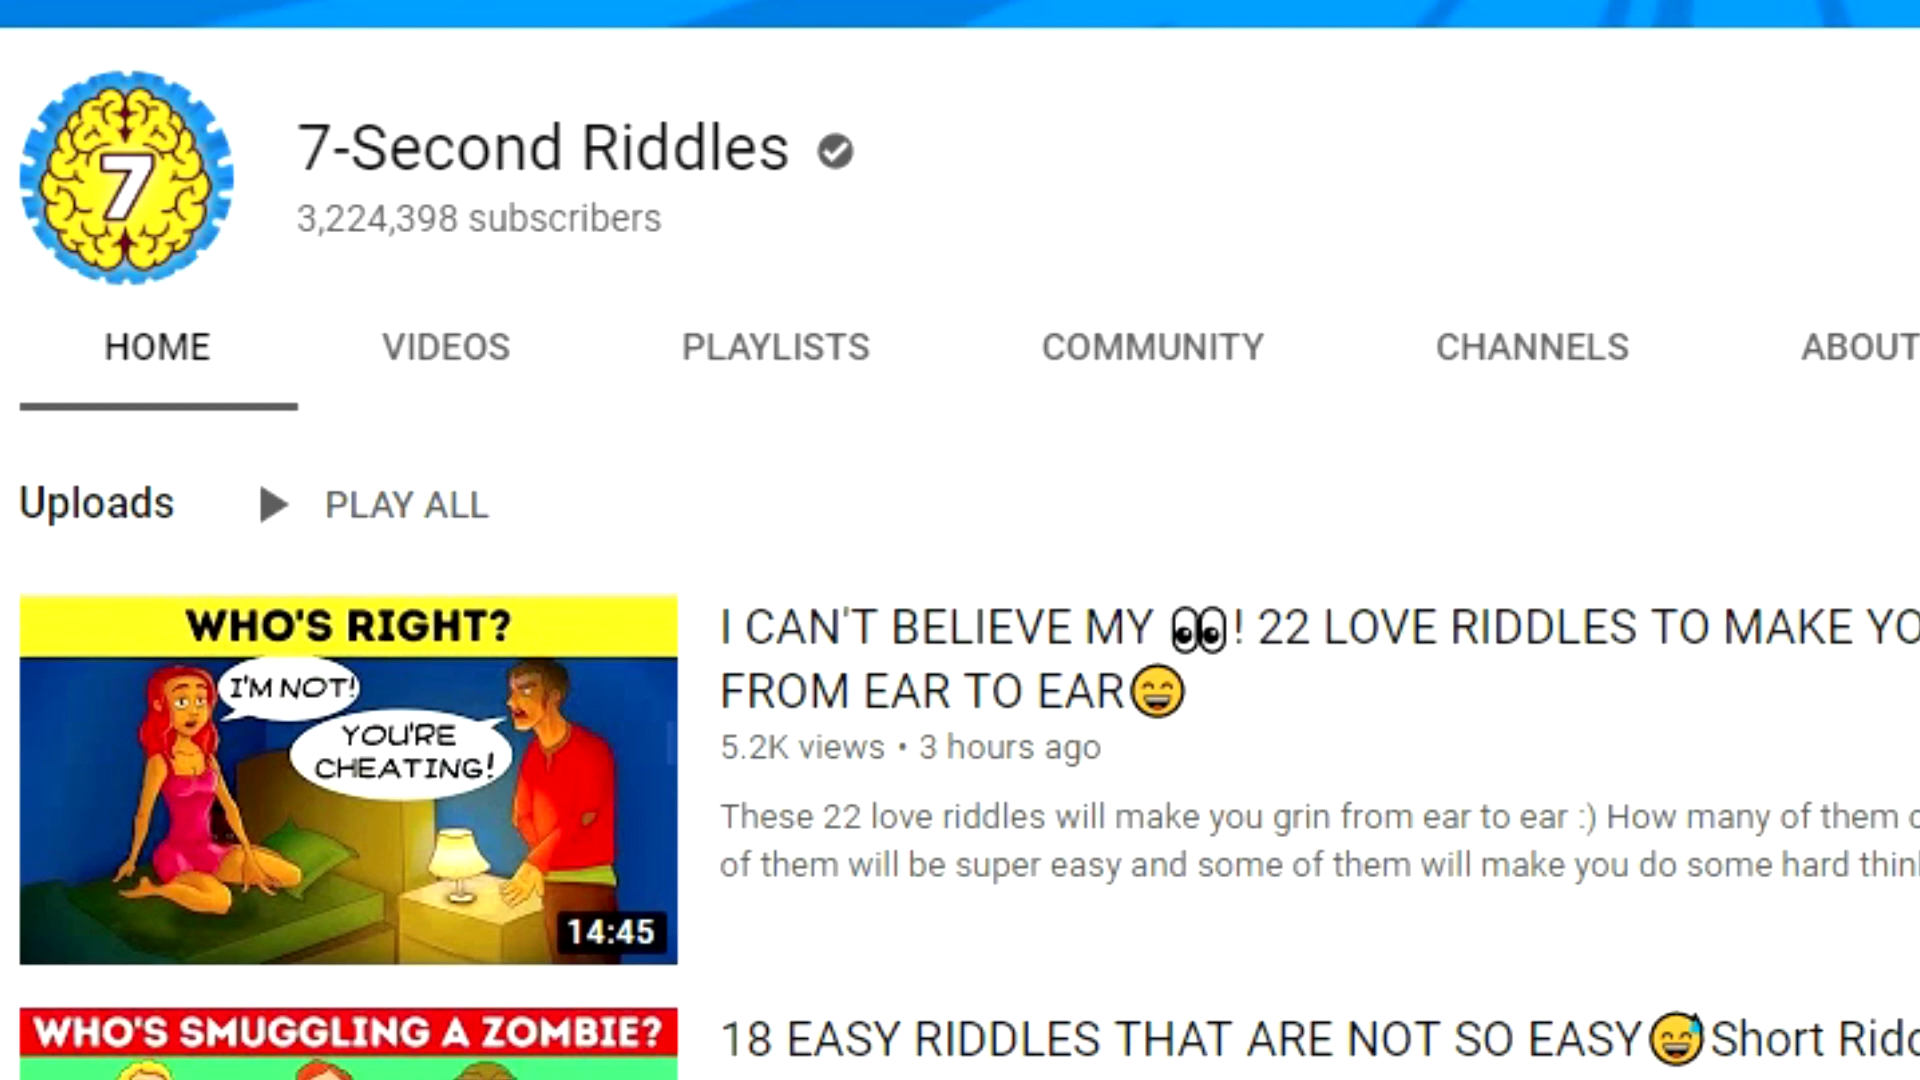 7
7-Second Riddles
3,224,398 subscribers
HOME VIDEOS PLAYLISTS COMMUNITY CHANNELS ABOUT
Uploads PLAY ALL
WHO'S RIGHT?
I'M NOT!
YOU'RE
CHEATING!
14:45
I CAN'T BELIEVE MY 👀! 22 LOVE RIDDLES TO MAKE
FROM EAR TO EAR😄
5.2K views • 3 hours ago
These 22 love riddles will make you grin from ear to ear :) How many of them
of them will be super easy and some of them will make you do some hard
WHO'S SMUGGLING A ZOMBIE?
18 EASY RIDDLES THAT ARE NOT SO EASY😅Short